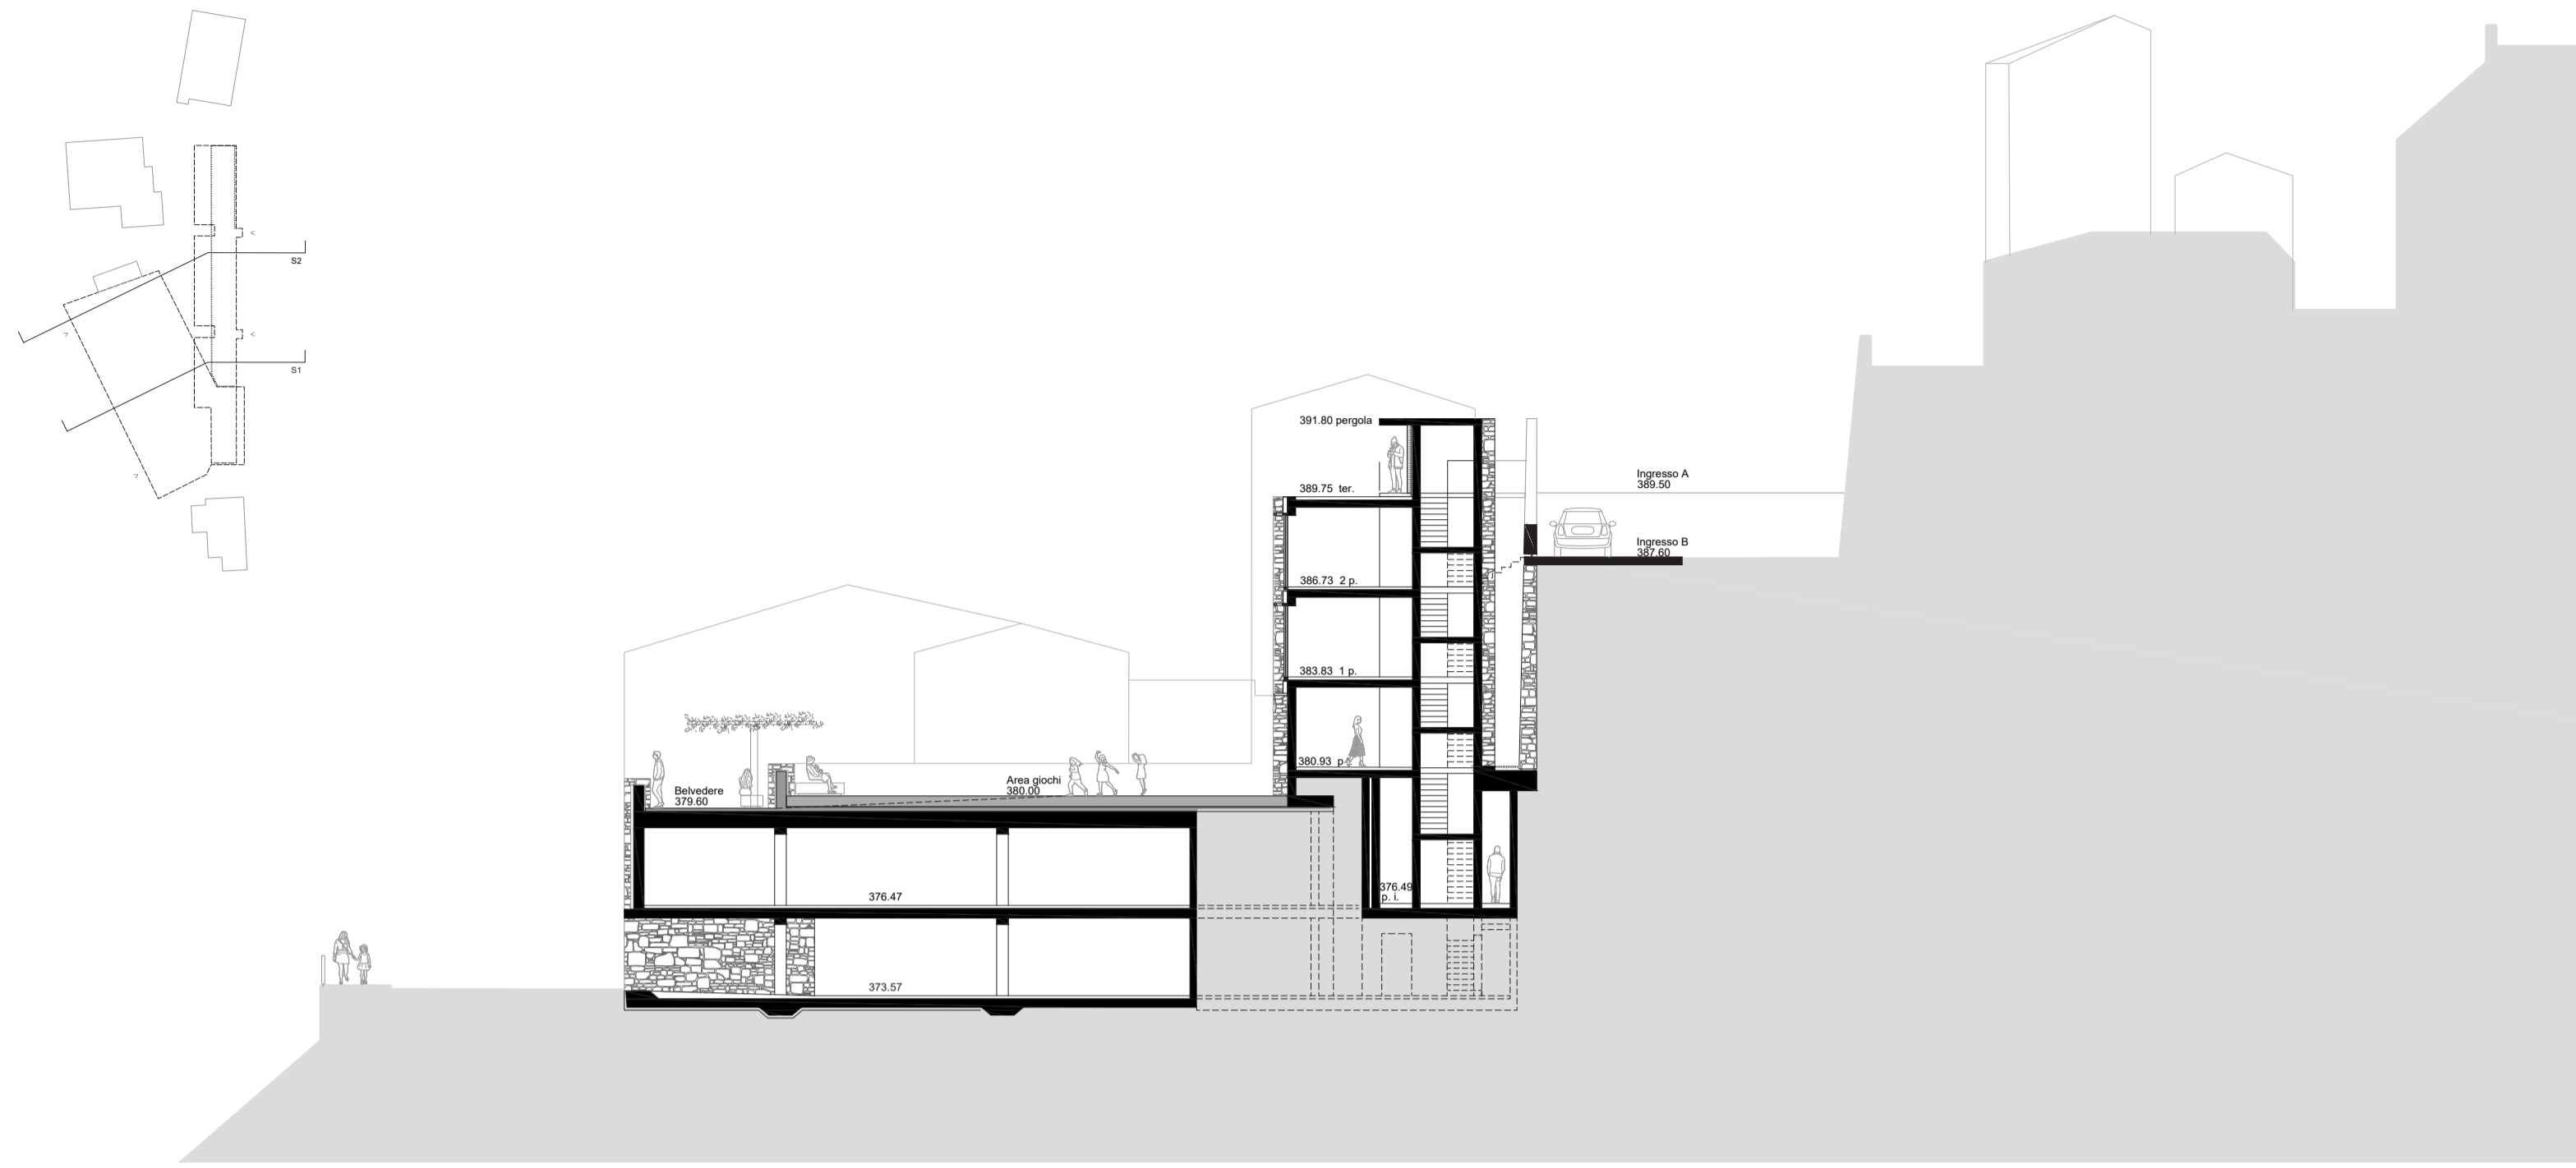 S2
S1
391.80 pergola
389.75 ter.
Ingresso A
389.50
Ingresso B
387.60
386.73 2 p.
383.83 1 p.
380.93 p
Belvedere
379.60
Area giochi
380.00
376.47
376.49
p. i.
373.57